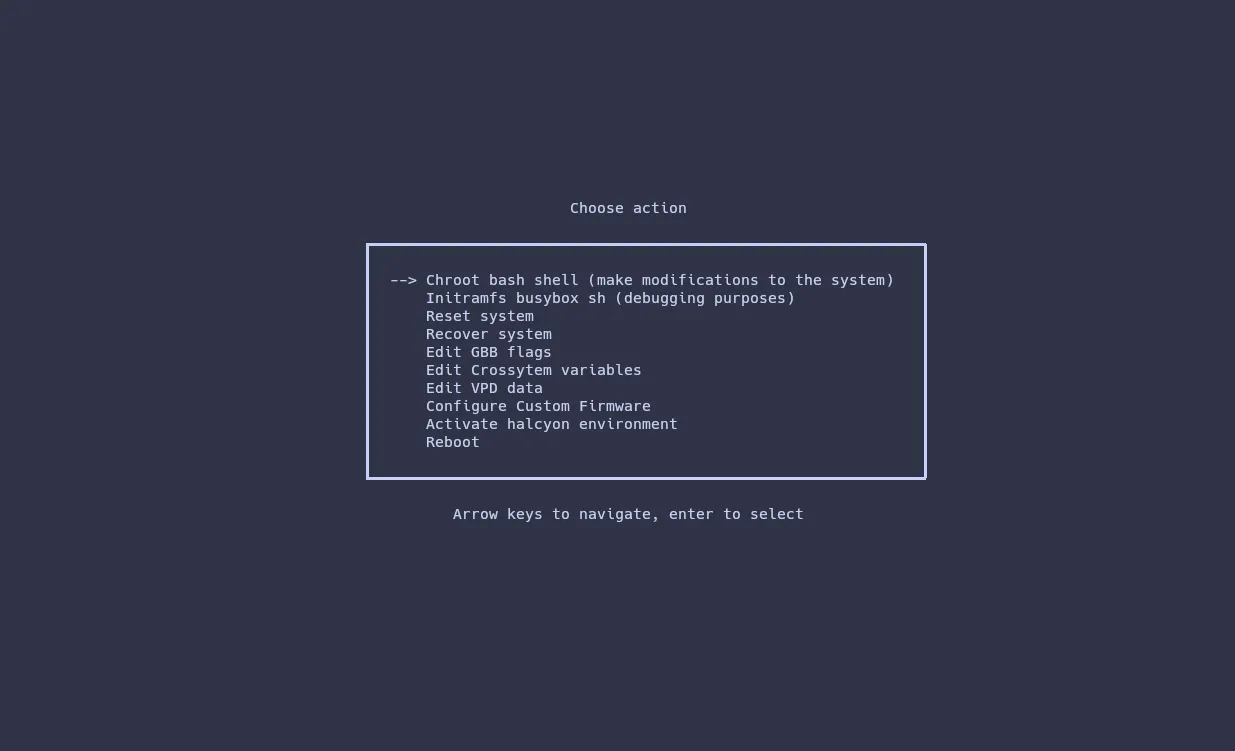 Choose action
--> Chroot bash shell (make modifications to the system)
Initramfs busybox sh (debugging purposes)
Reset system
Recover system
Edit GBB flags
Edit Crossytem variables
Edit VPD data
Configure Custom Firmware
Activate halcyon environment
Reboot
Arrow keys to navigate, enter to select